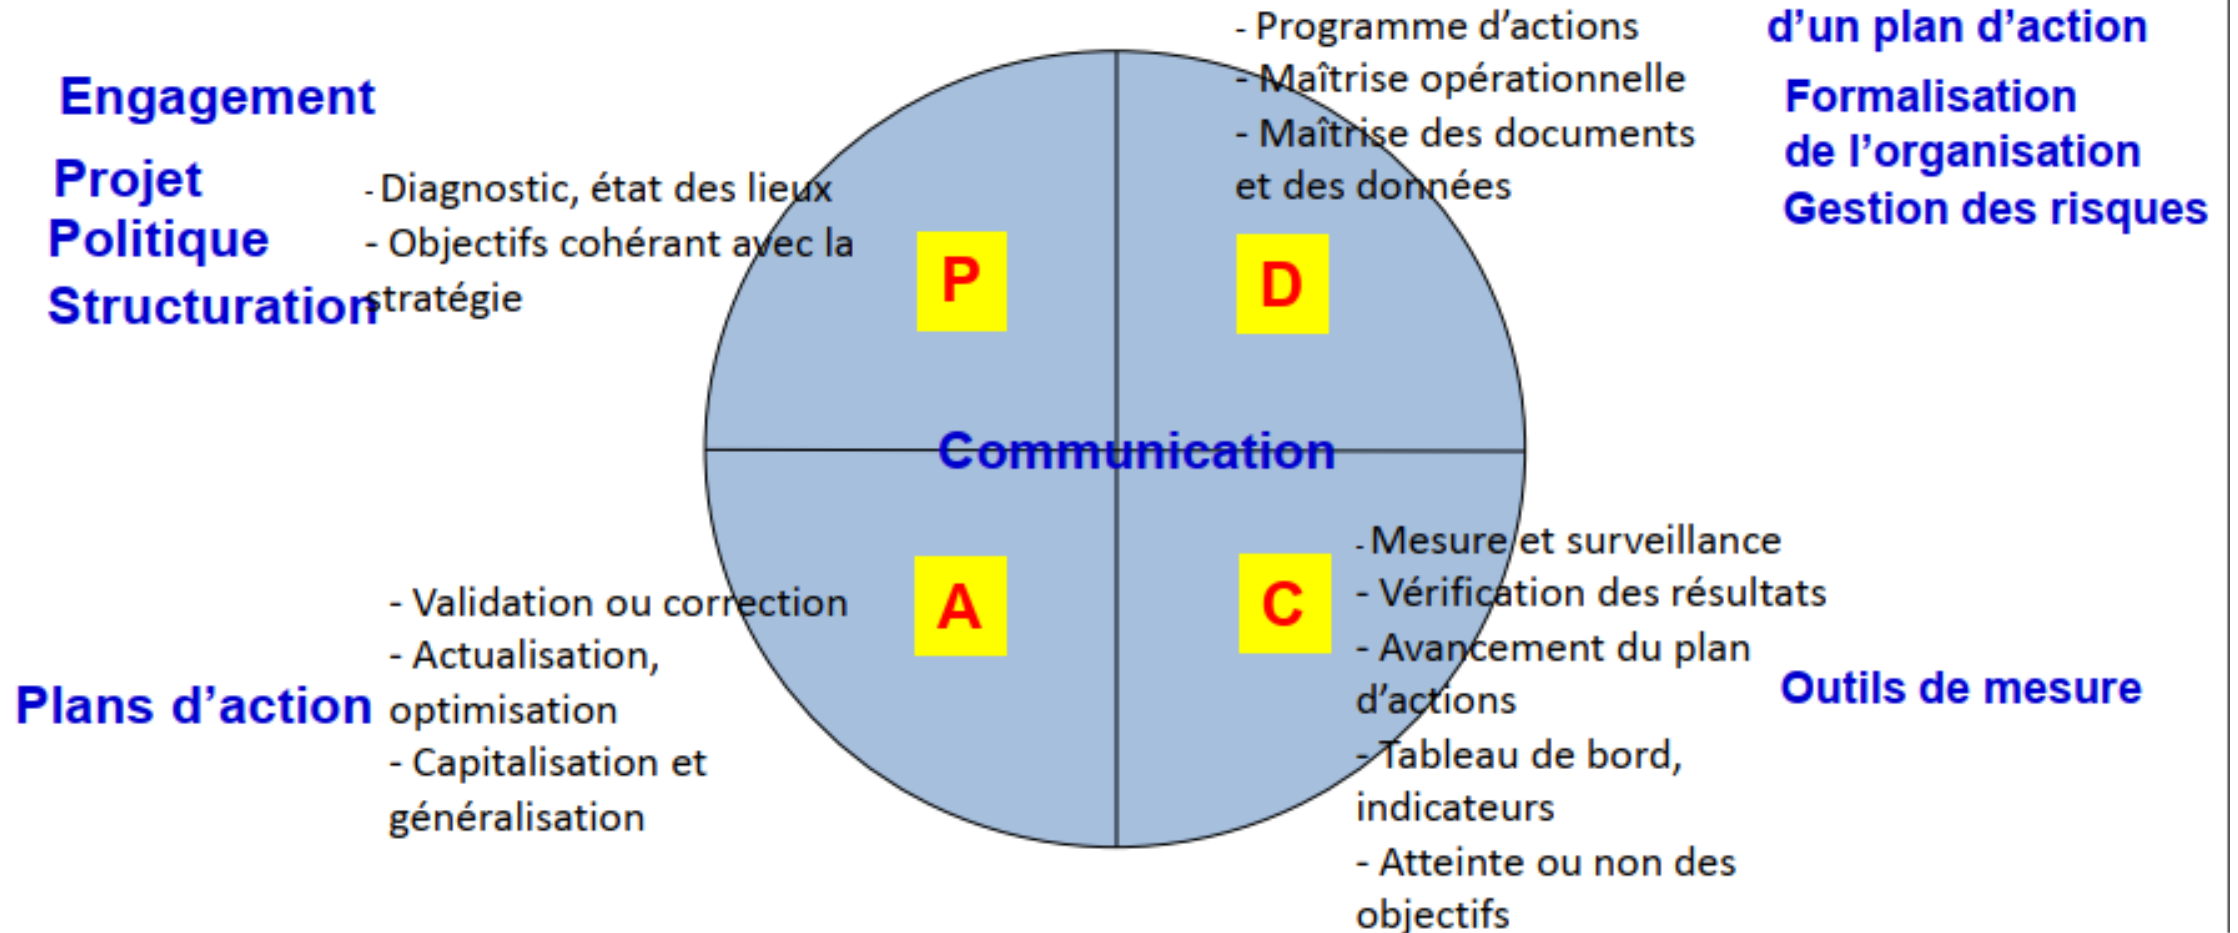 Engagement
Projet
Politique
Structuration
- Diagnostic, état des lieux
- Objectifs cohérant avec la
stratégie
P
- Programme d’actions
- Maîtrise opérationnelle
- Maîtrise des documents
et des données
D
d’un plan d’action
Formalisation
de l’organisation
Gestion des risques
Communication
Plans d’action
- Validation ou correction
- Actualisation,
optimisation
- Capitalisation et
généralisation
A
C
- Mesure et surveillance
- Vérification des résultats
- Avancement du plan
d’actions
- Tableau de bord,
indicateurs
- Atteinte ou non des
objectifs
Outils de mesure